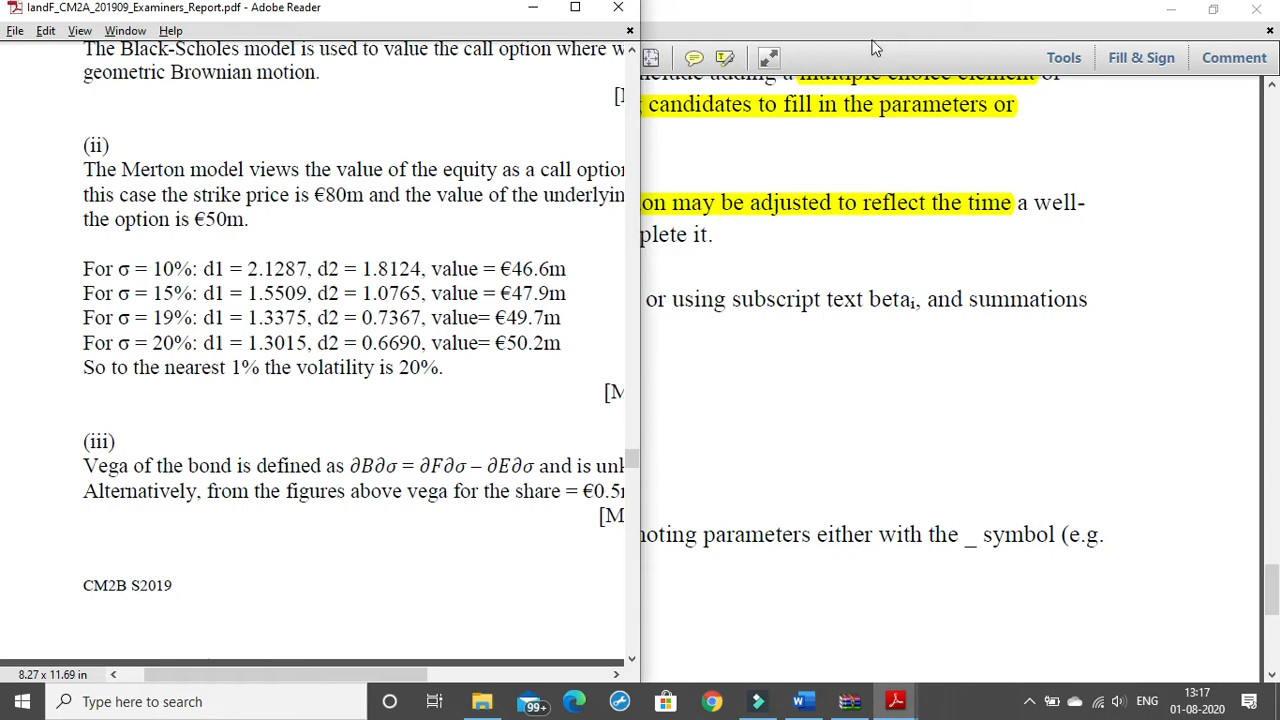 landF_CM2A_201909_Examiners_Report.pdf - Adobe Reader
File Edit View Window Help
The Black-Scholes model is used to value the call option where w
geometric Brownian motion.
(ii)
The Merton model views the value of the equity as a call option
this case the strike price is €80m and the value of the underlyin
the option is €50m.
For σ = 10%: d1 = 2.1287, d2 = 1.8124, value = €46.6m
For σ = 15%: d1 = 1.5509, d2 = 1.0765, value = €47.9m
For σ = 19%: d1 = 1.3375, d2 = 0.7367, value= €49.7m
For σ = 20%: d1 = 1.3015, d2 = 0.6690, value= €50.2m
So to the nearest 1% the volatility is 20%.
[M
(iii)
Vega of the bond is defined as ∂B∂σ = ∂F∂σ – ∂E∂σ and is unk
Alternatively, from the figures above vega for the share = €0.5
[M
CM2B S2019
8.27 x 11.69 in
Tools Fill & Sign Comment
clude adding a multiple choice element or
candidates to fill in the parameters or
on may be adjusted to reflect the time a well-
plete it.
or using subscript text betaᵢ, and summations
noting parameters either with the _ symbol (e.g.
Type here to search
99+
ENG
13:17
01-08-2020